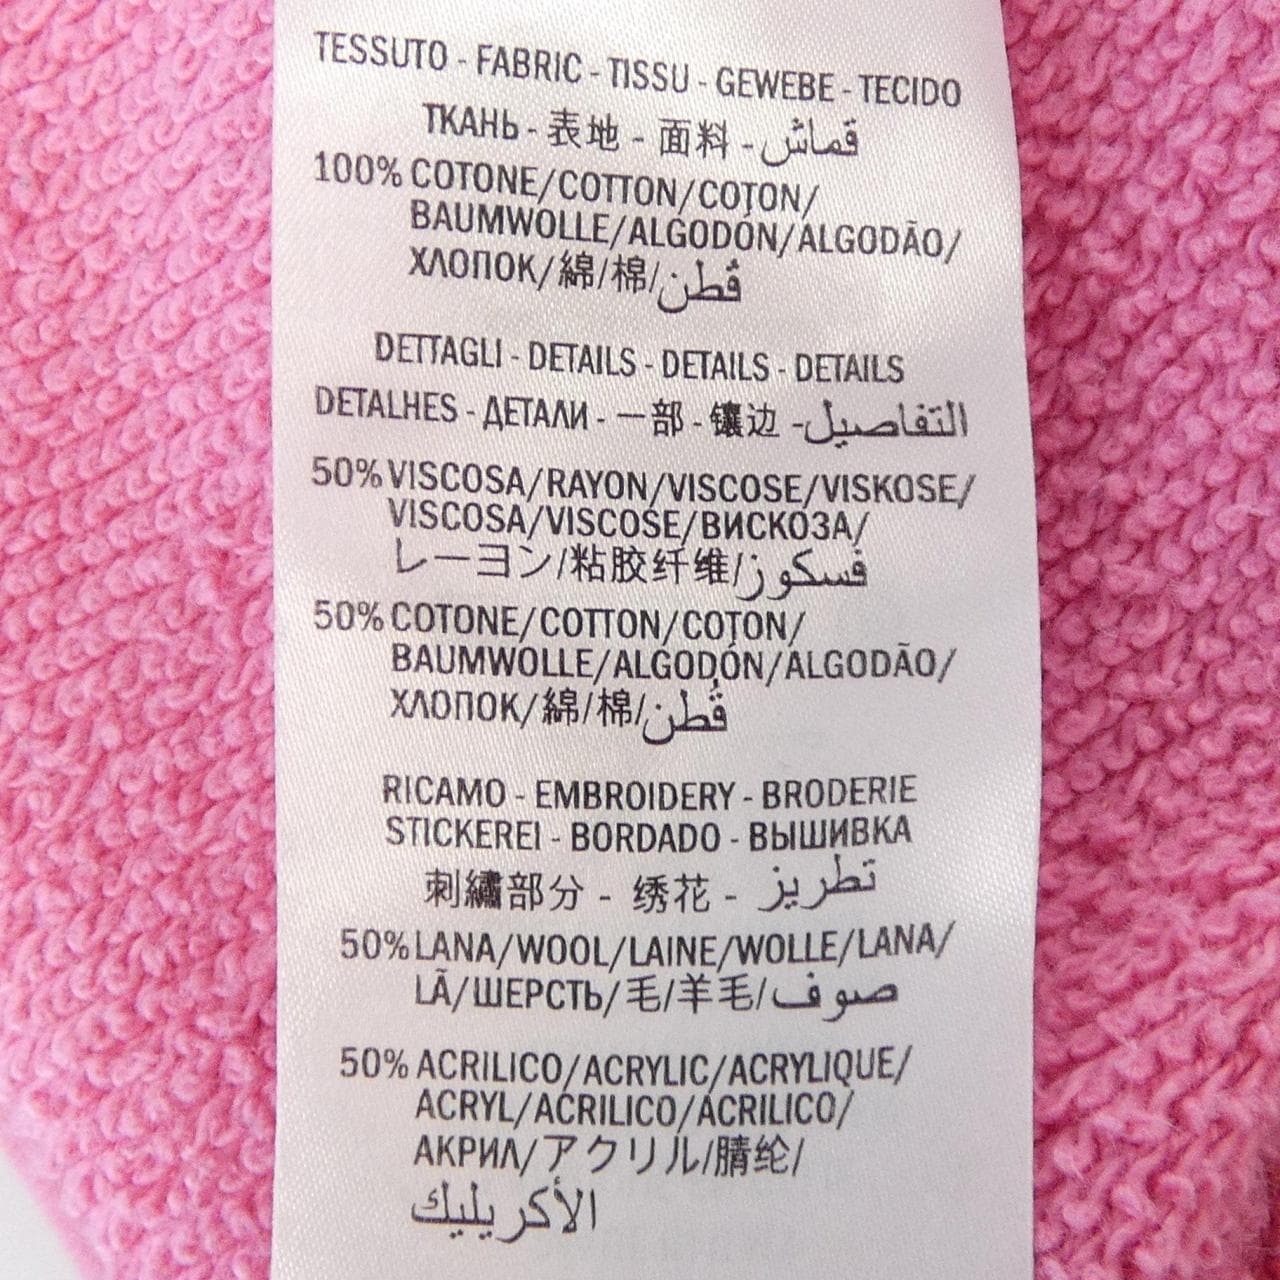 TESSUTO - FABRIC - TISSU - GEWEBE - TECIDO
ТКАНЬ - 表地 - 面料 - قماش
100% COTONE/COTTON/COTON/
BAUMWOLLE/ALGODÓN/ALGODÃO/
ХЛОПОК/綿/棉/قطن
DETTAGLI - DETAILS - DETAILS - DETAILS
DETALHES - ДЕТАЛИ - 一部 - 镶边 - التفاصيل
50% VISCOSA/RAYON/VISCOSE/VISKOSE/
VISCOSA/VISCOSE/ВИСКОЗА/
レーヨン/粘胶纤维/فسكوز
50% COTONE/COTTON/COTON/
BAUMWOLLE/ALGODÓN/ALGODÃO/
ХЛОПОК/綿/棉/قطن
RICAMO - EMBROIDERY - BRODERIE
STICKEREI - BORDADO - ВЫШИВКА
刺繍部分 - 绣花 - تطريز
50% LANA/WOOL/LAINE/WOLLE/LANA/
LÃ/ШЕРСТЬ/毛/羊毛/صوف
50% ACRILICO/ACRYLIC/ACRYLIQUE/
ACRYL/ACRILICO/ACRILICO/
АКРИЛ/アクリル/腈纶/
الأكريليك